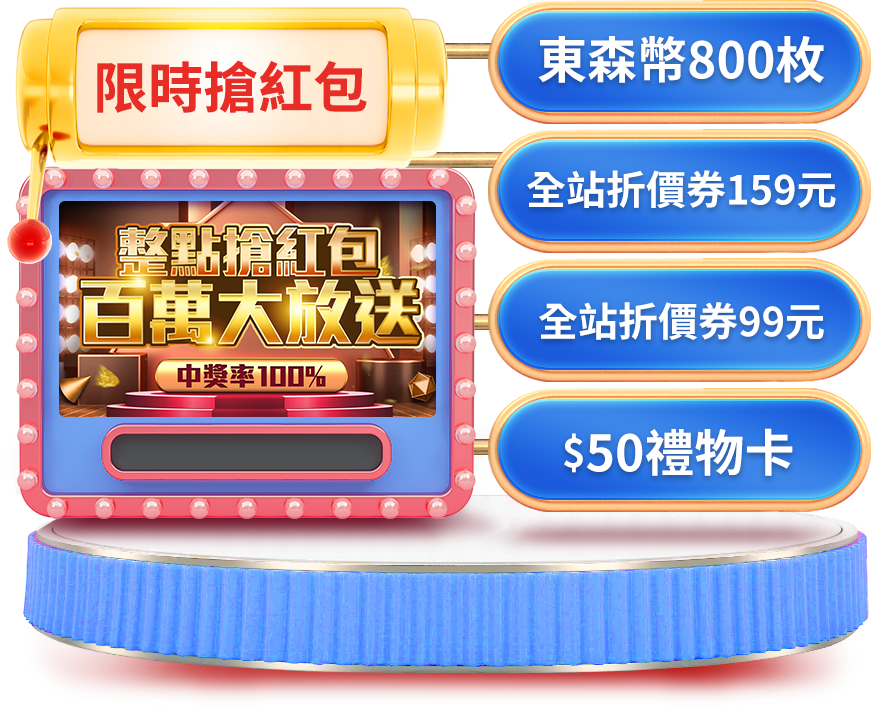 限時搶紅包
整點搶紅包
百萬大放送
中獎率100%
東森幣800枚
全站折價券159元
全站折價券99元
$50禮物卡